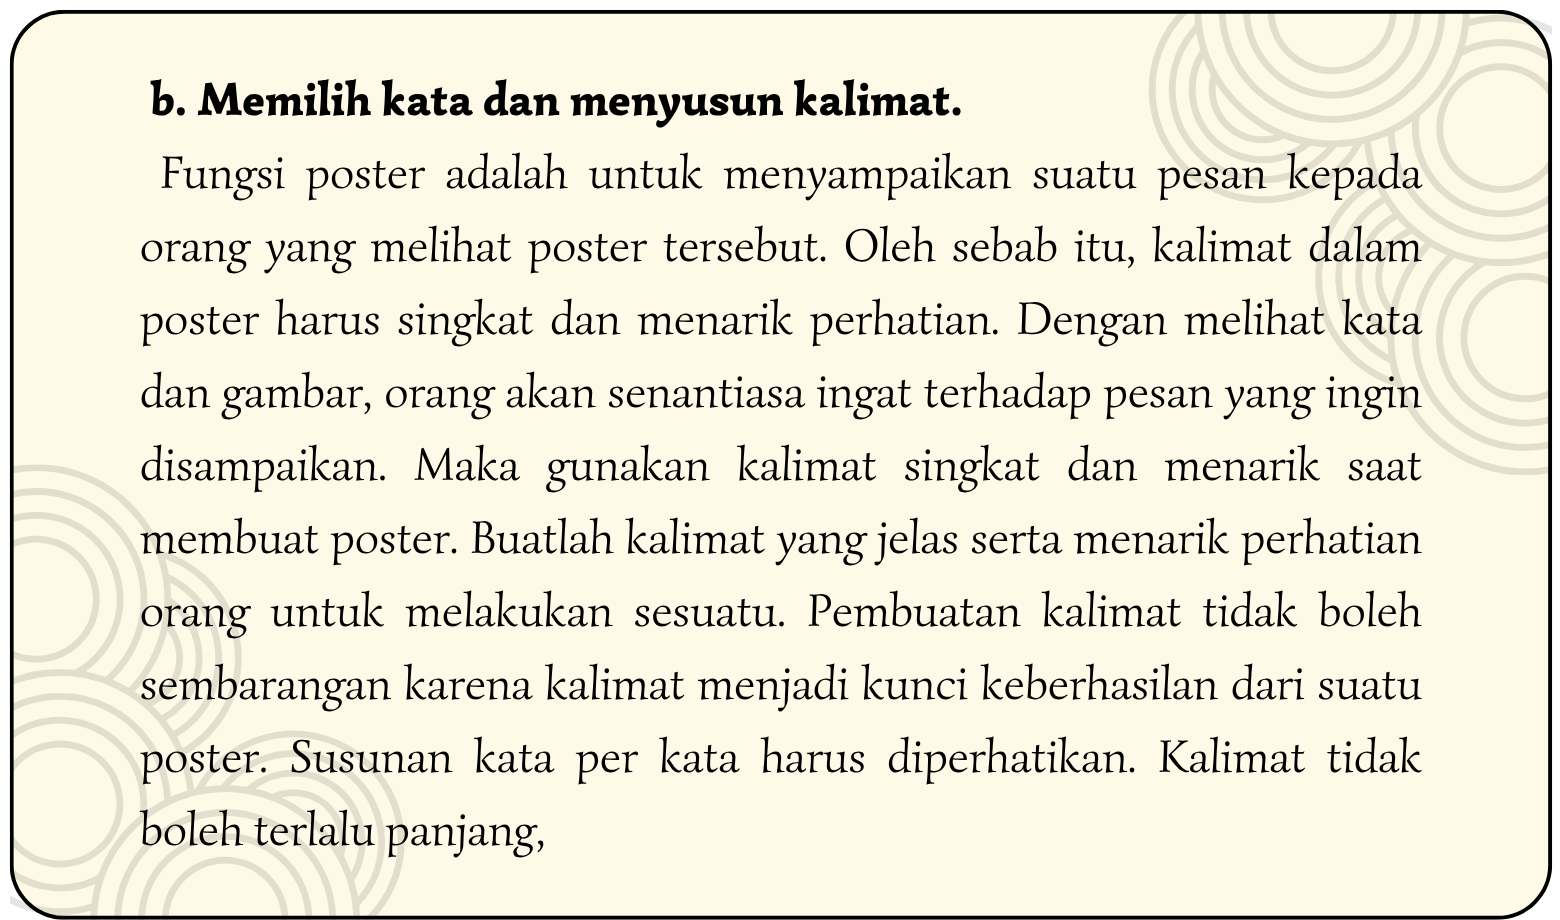 b. Memilih kata dan menyusun kalimat.
Fungsi poster adalah untuk menyampaikan suatu pesan kepada
orang yang melihat poster tersebut. Oleh sebab itu, kalimat dalam
poster harus singkat dan menarik perhatian. Dengan melihat kata
dan gambar, orang akan senantiasa ingat terhadap pesan yang ingin
disampaikan. Maka gunakan kalimat singkat dan menarik saat
membuat poster. Buatlah kalimat yang jelas serta menarik perhatian
orang untuk melakukan sesuatu. Pembuatan kalimat tidak boleh
sembarangan karena kalimat menjadi kunci keberhasilan dari suatu
poster. Susunan kata per kata harus diperhatikan. Kalimat tidak
boleh terlalu panjang,